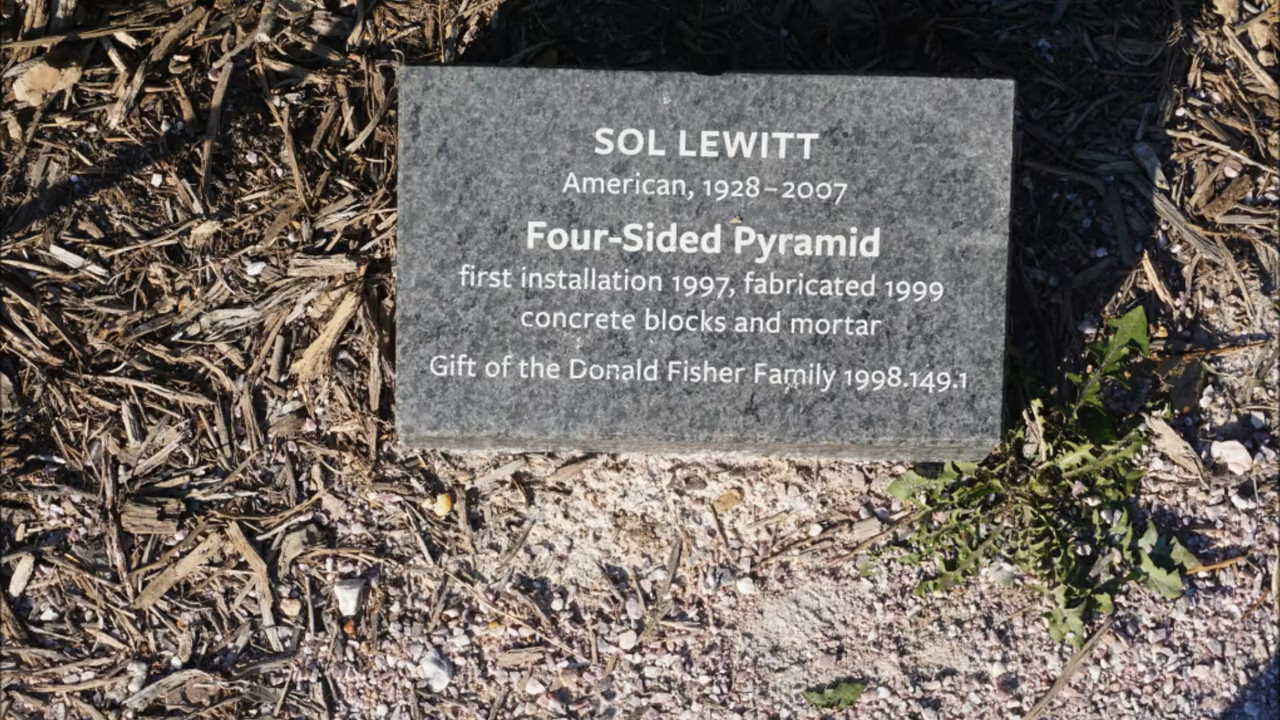 SOL LEWITT
American, 1928–2007
Four-Sided Pyramid
first installation 1997, fabricated 1999
concrete blocks and mortar
Gift of the Donald Fisher Family 1998.149.1